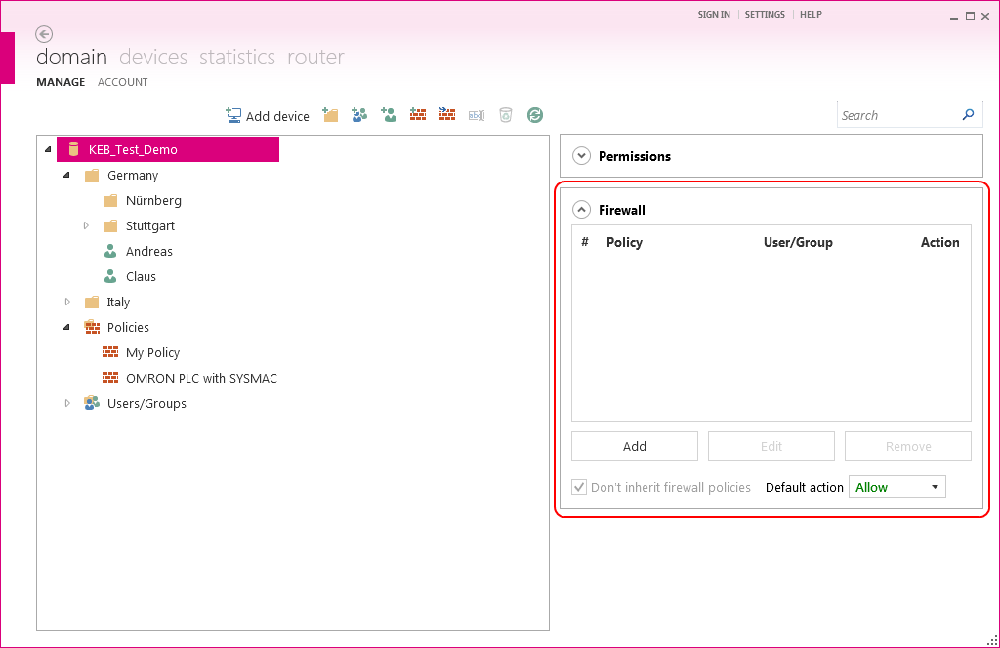 SIGN IN SETTINGS HELP
domain devices statistics router
MANAGE ACCOUNT
Add device
Search
KEB_Test_Demo
Germany
Nürnberg
Stuttgart
Andreas
Claus
Italy
Policies
My Policy
OMRON PLC with SYSMAC
Users/Groups
Permissions
Firewall
# Policy User/Group Action
Add Edit Remove
Don't inherit firewall policies Default action Allow